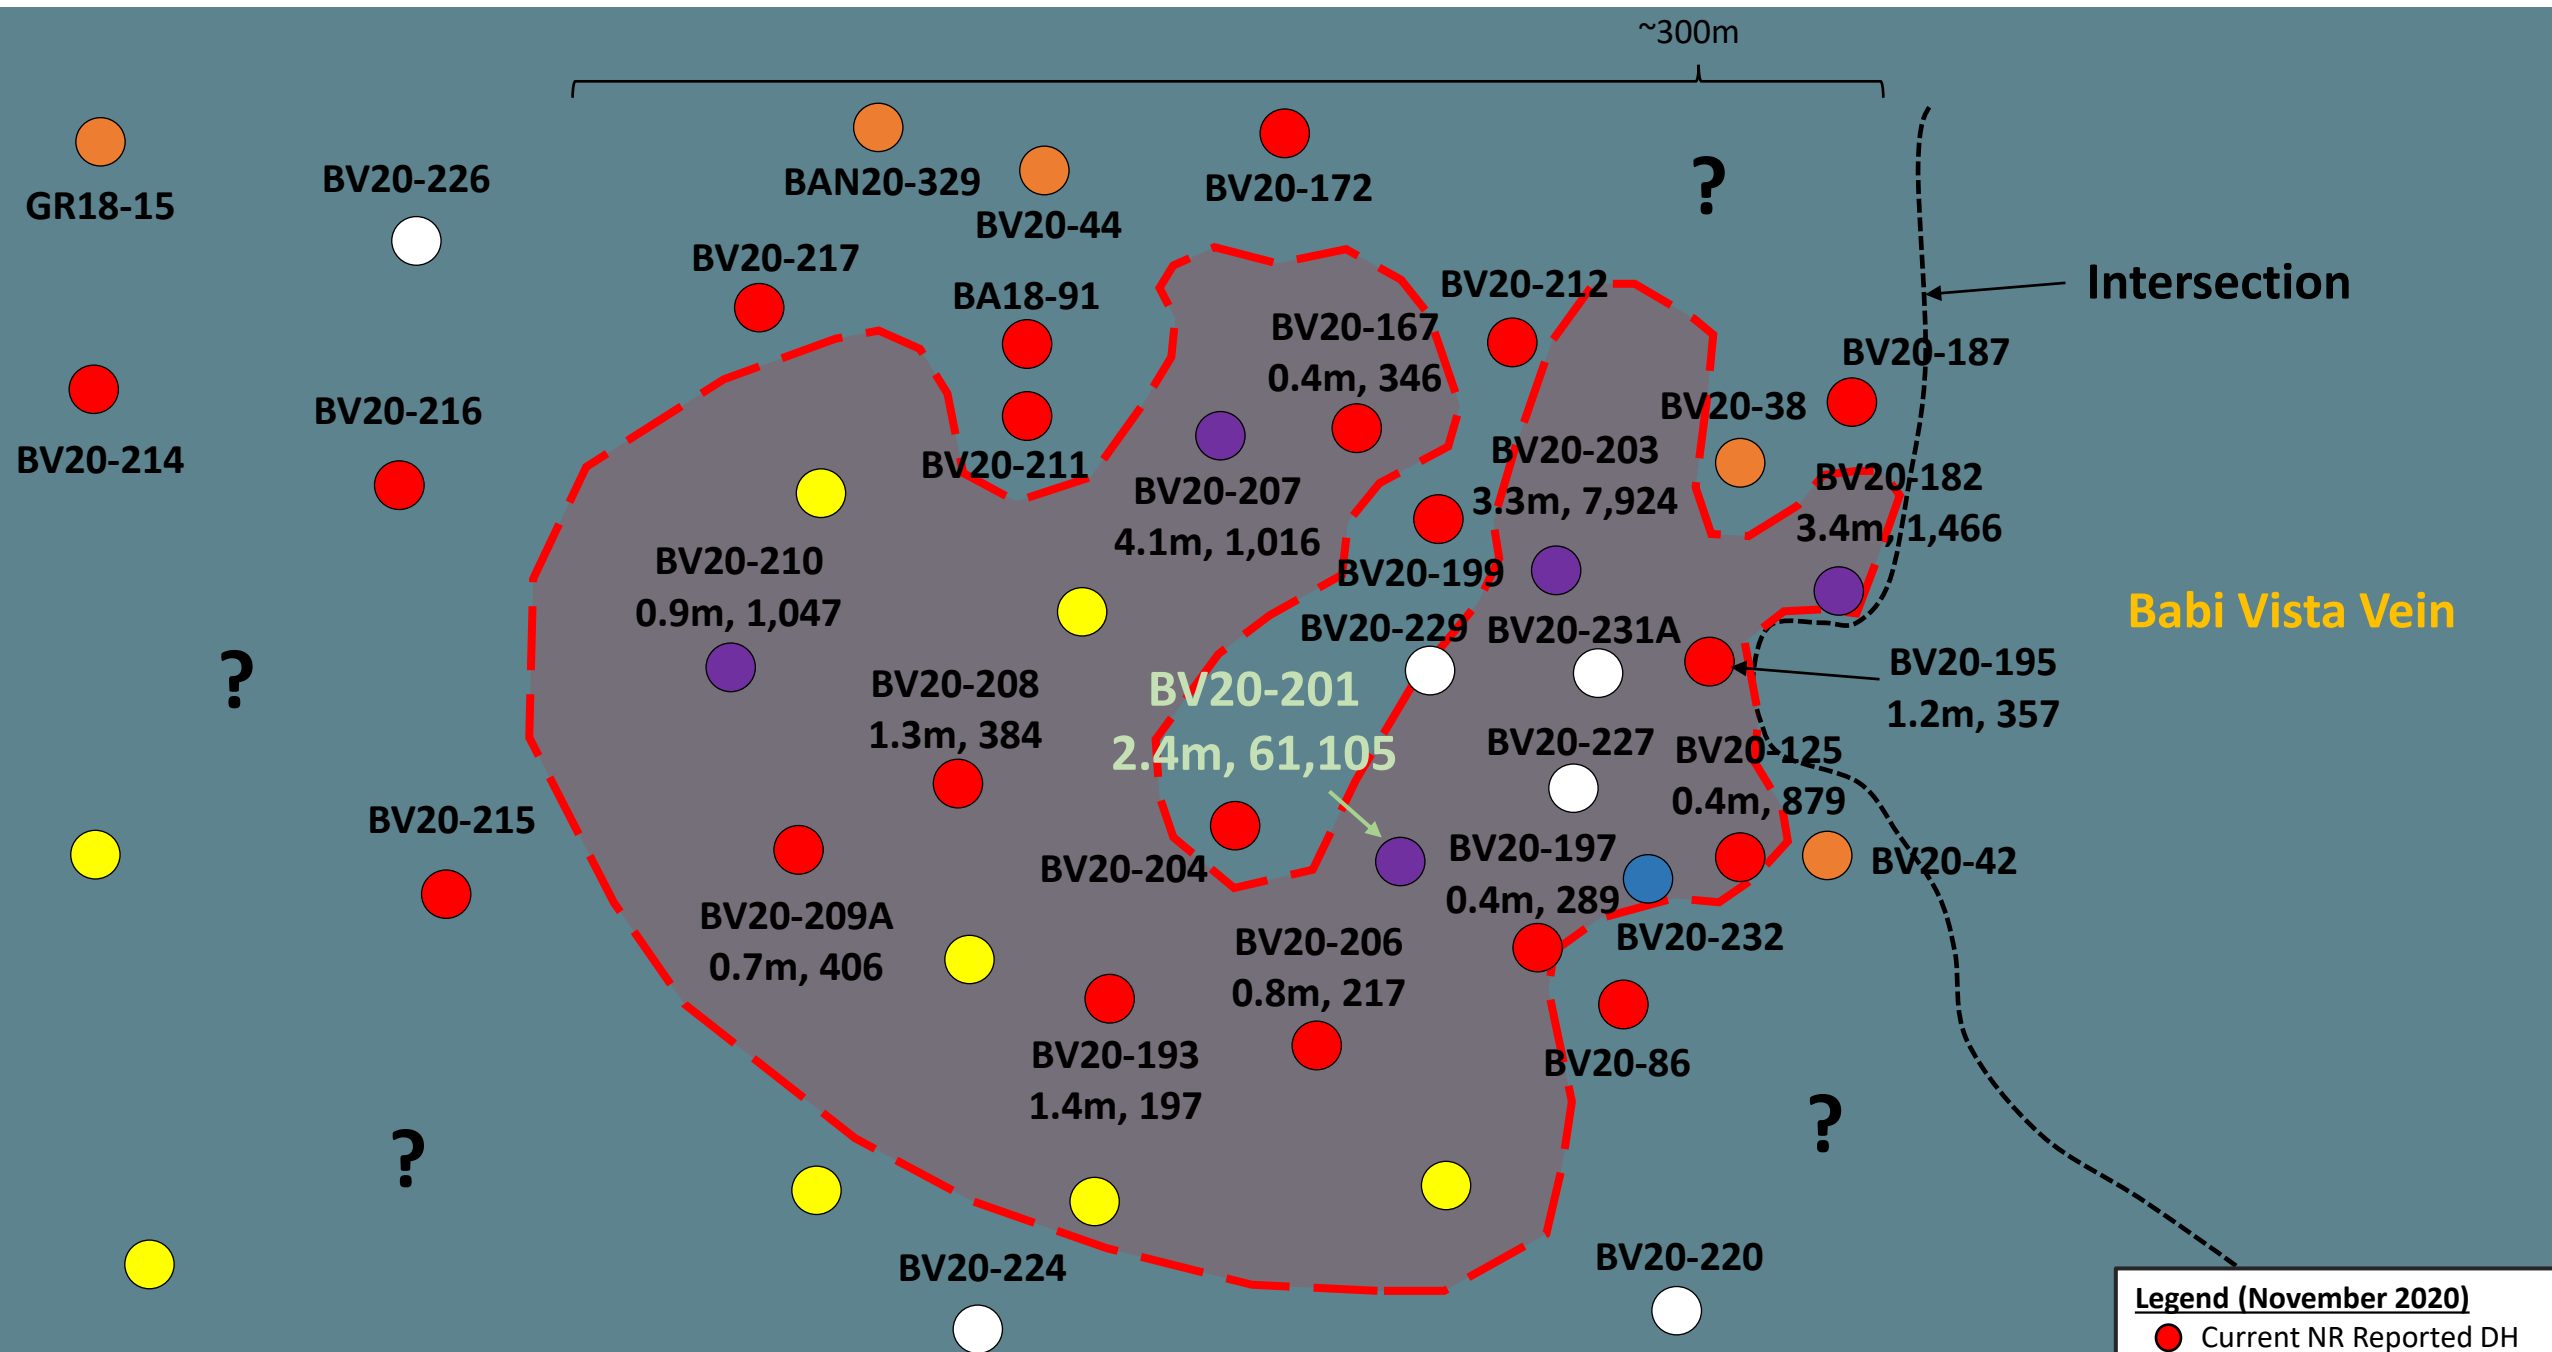 ~300m
GR18-15
BV20-226
BAN20-329
BV20-44
BV20-172
?
BV20-217
BA18-91
BV20-212
Intersection
BV20-167
0.4m, 346
BV20-187
BV20-214
BV20-216
BV20-211
BV20-38
BV20-207
4.1m, 1,016
BV20-203
3.3m, 7,924
BV20-182
3.4m, 1,466
BV20-210
0.9m, 1,047
BV20-199
BV20-229
BV20-231A
Babi Vista Vein
?
BV20-208
1.3m, 384
BV20-201
2.4m, 61,105
BV20-195
1.2m, 357
BV20-227
BV20-125
0.4m, 879
BV20-215
BV20-204
BV20-197
0.4m, 289
BV20-42
BV20-209A
0.7m, 406
BV20-206
0.8m, 217
BV20-232
BV20-193
1.4m, 197
BV20-86
?
?
BV20-224
BV20-220
Legend (November 2020)
Current NR Reported DH